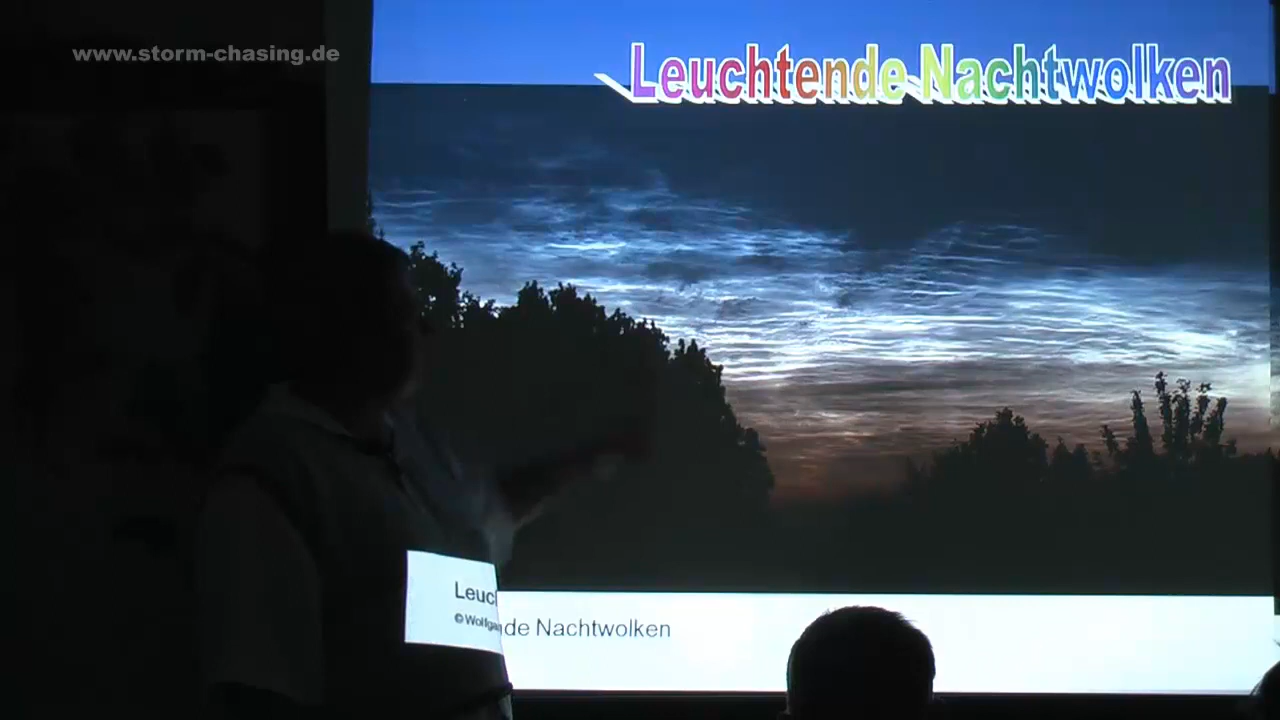 www.storm-chasing.de
Leuchtende Nachtwolken
Leuc
de Nachtwolken
©